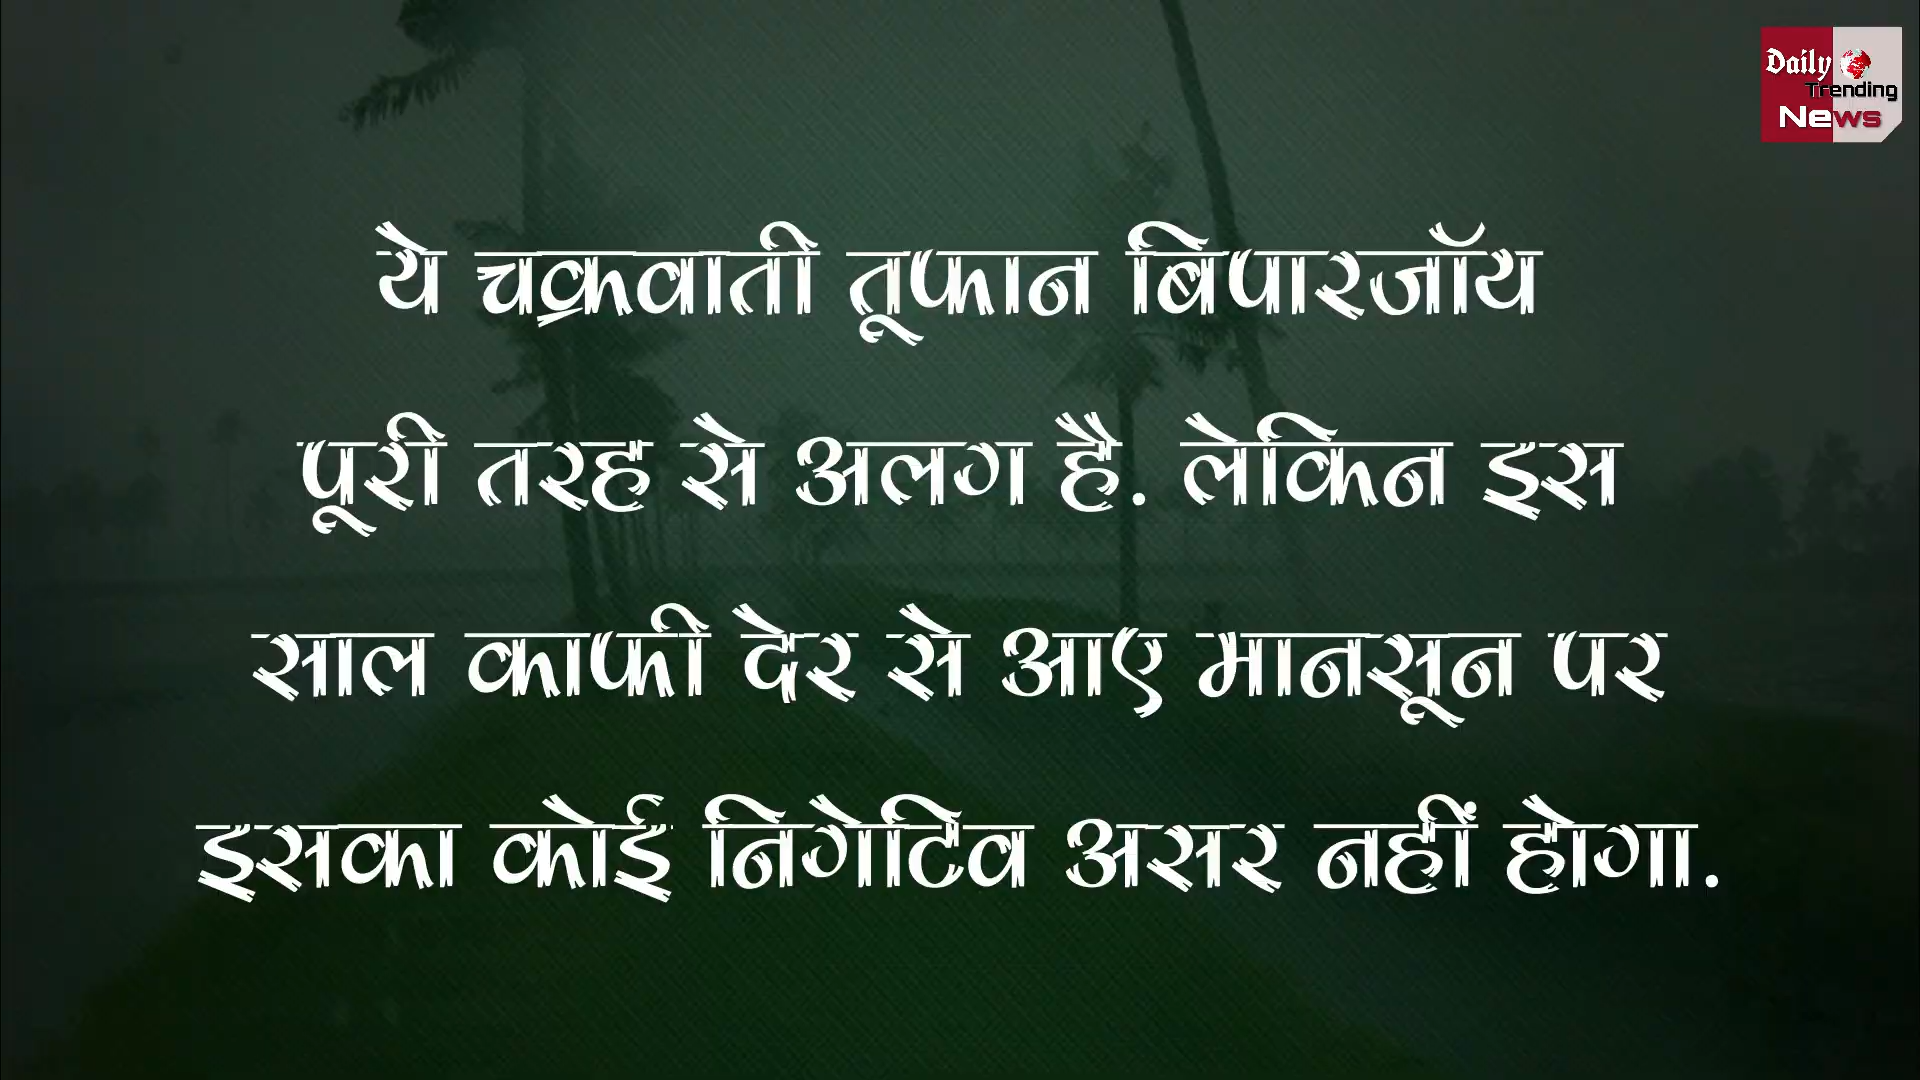 Daily
Trending
News
ये चक्रवाती तूफान बिपारजॉय
पूरी तरह से अलग है. लेकिन इस
साल काफी देर से आए मानसून पर
इसका कोई निगेटिव असर नहीं होगा.